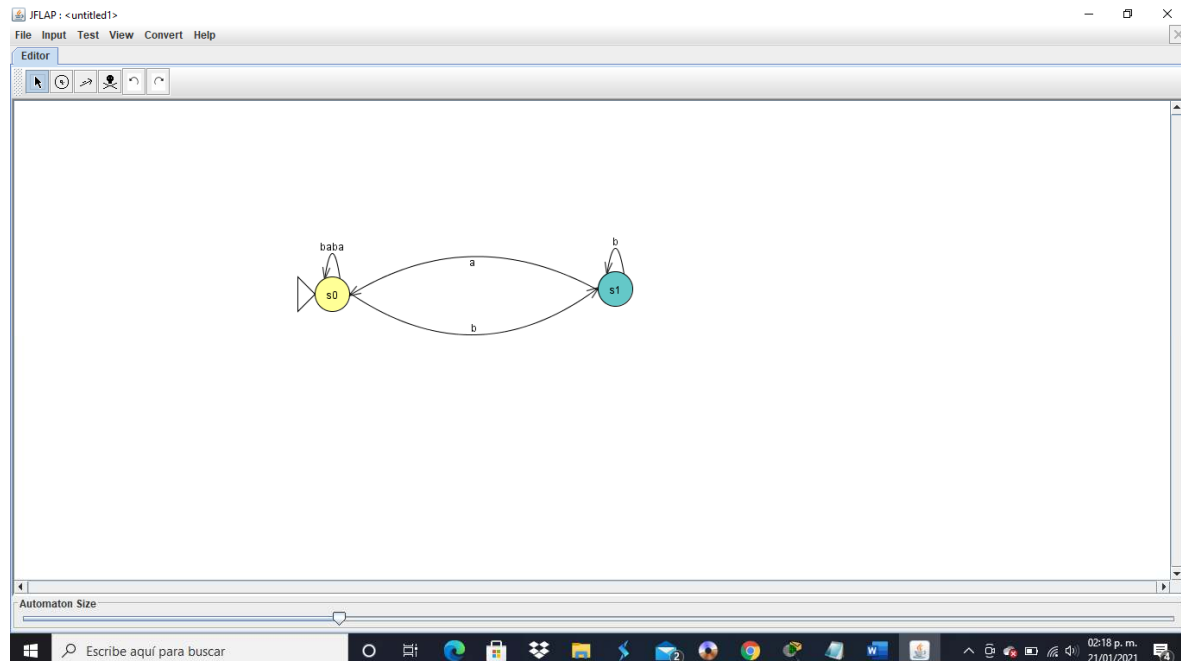 JFLAP : <untitled1>
File Input Test View Convert Help
Editor
baba
b
a
s0
s1
b
Automaton Size
Escribe aquí para buscar
2
W
02:18 p. m.
21/01/2021
4